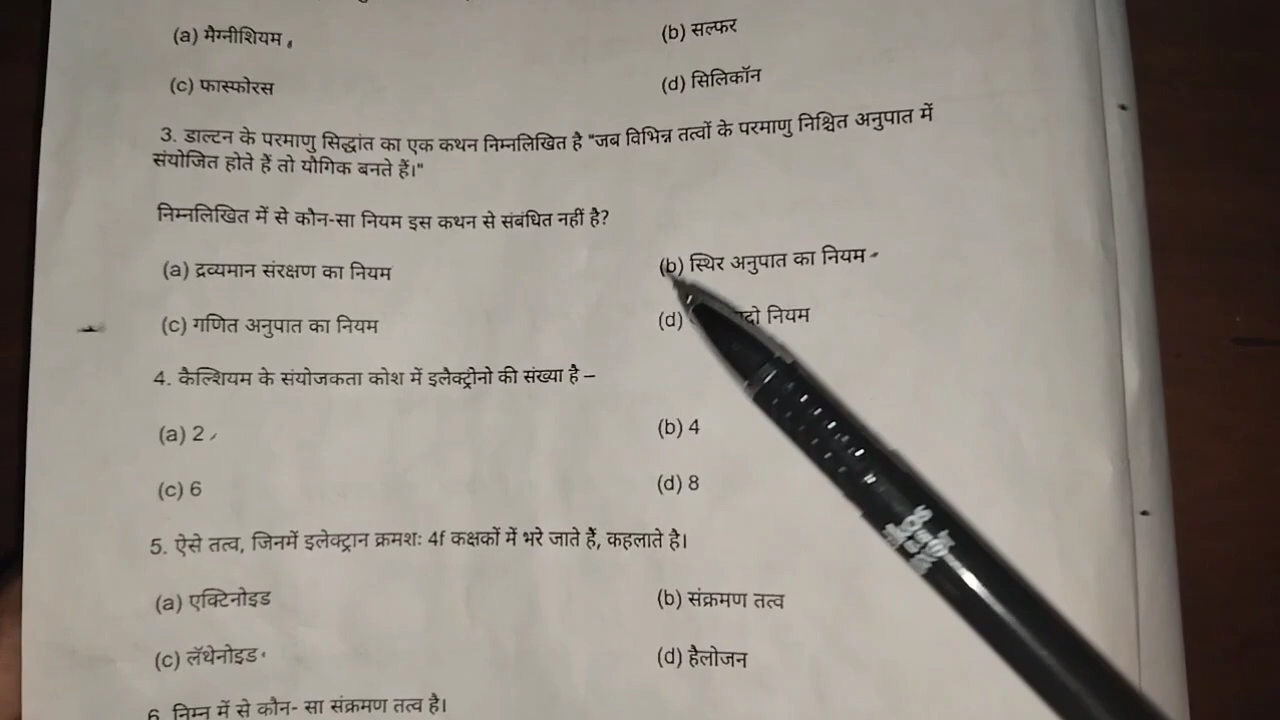 (a) मैग्नीशियम
(b) सल्फर
(c) फास्फोरस
(d) सिलिकॉन
3. डाल्टन के परमाणु सिद्धांत का एक कथन निम्नलिखित है "जब विभिन्न तत्वों के परमाणु निश्चित अनुपात में
संयोजित होते हैं तो यौगिक बनते हैं।"
निम्नलिखित में से कौन-सा नियम इस कथन से संबंधित नहीं है?
(a) द्रव्यमान संरक्षण का नियम
(b) स्थिर अनुपात का नियम
(c) गणित अनुपात का नियम
(d) नियम
4. कैल्शियम के संयोजकता कोश में इलैक्ट्रोनो की संख्या है –
(a) 2
(b) 4
(c) 6
(d) 8
5. ऐसे तत्व, जिनमें इलेक्ट्रान क्रमशः 4f कक्षकों में भरे जाते हैं, कहलाते है।
(a) एक्टिनोइड
(b) संक्रमण तत्व
(c) लॅथेनोइड
(d) हैलोजन
6. निम्न में से कौन- सा संक्रमण तत्व है।